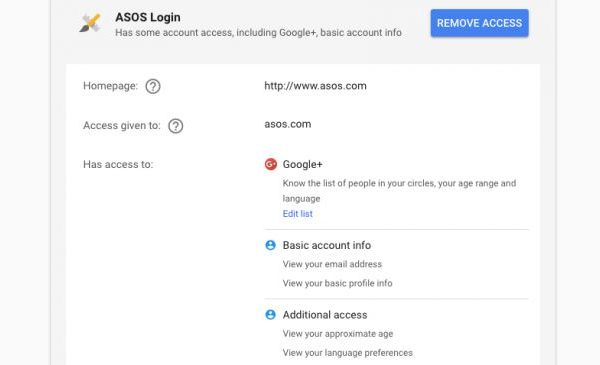 ASOS Login
Has some account access, including Google+, basic account info
REMOVE ACCESS
Homepage: ?
http://www.asos.com
Access given to: ?
asos.com
Has access to:
G+ Google+
Know the list of people in your circles, your age range and
language
Edit list
Basic account info
View your email address
View your basic profile info
Additional access
View your approximate age
View your language preferences